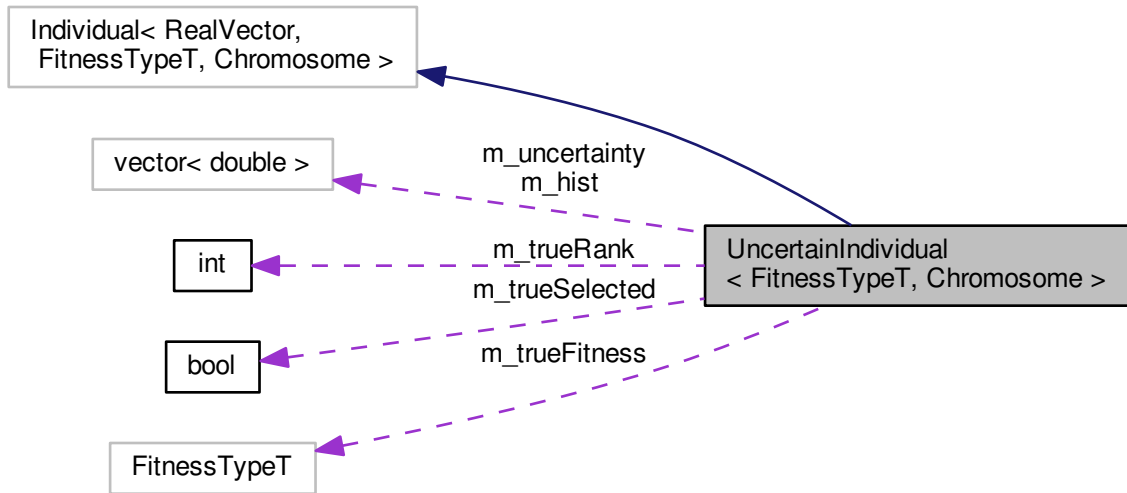 Individual< RealVector,
FitnessTypeT, Chromosome >
vector< double >
m_uncertainty
m_hist
int
m_trueRank
UncertainIndividual
< FitnessTypeT, Chromosome >
m_trueSelected
bool
m_trueFitness
FitnessTypeT